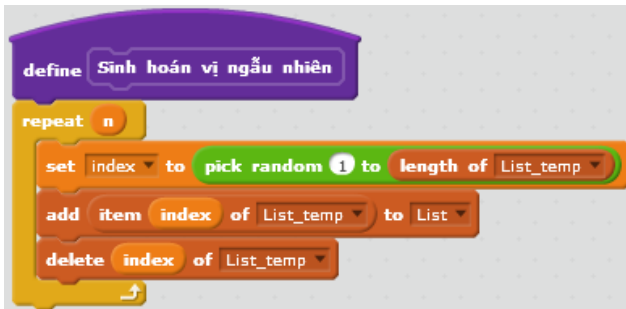 define Sinh hoán vị ngẫu nhiên
repeat n
set index to pick random 1 to length of List_temp
add item index of List_temp to List
delete index of List_temp